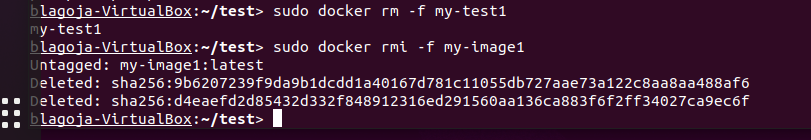 blagoja-VirtualBox:~/test> sudo docker rm -f my-test1
my-test1
blagoja-VirtualBox:~/test> sudo docker rmi -f my-image1
Untagged: my-image1:latest
Deleted: sha256:9b6207239f9da9b1dcdd1a40167d781c11055db727aae73a122c8aa8aa488af6
Deleted: sha256:d4eaefd2d85432d332f848912316ed291560aa136ca883f6f2ff34027ca9ec6f
blagoja-VirtualBox:~/test>